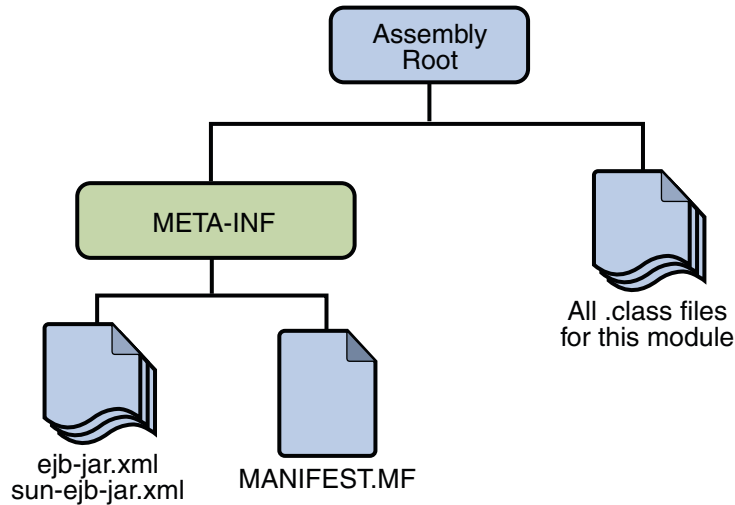 Assembly
Root
META-INF
All .class files
for this module
ejb-jar.xml
sun-ejb-jar.xml
MANIFEST.MF